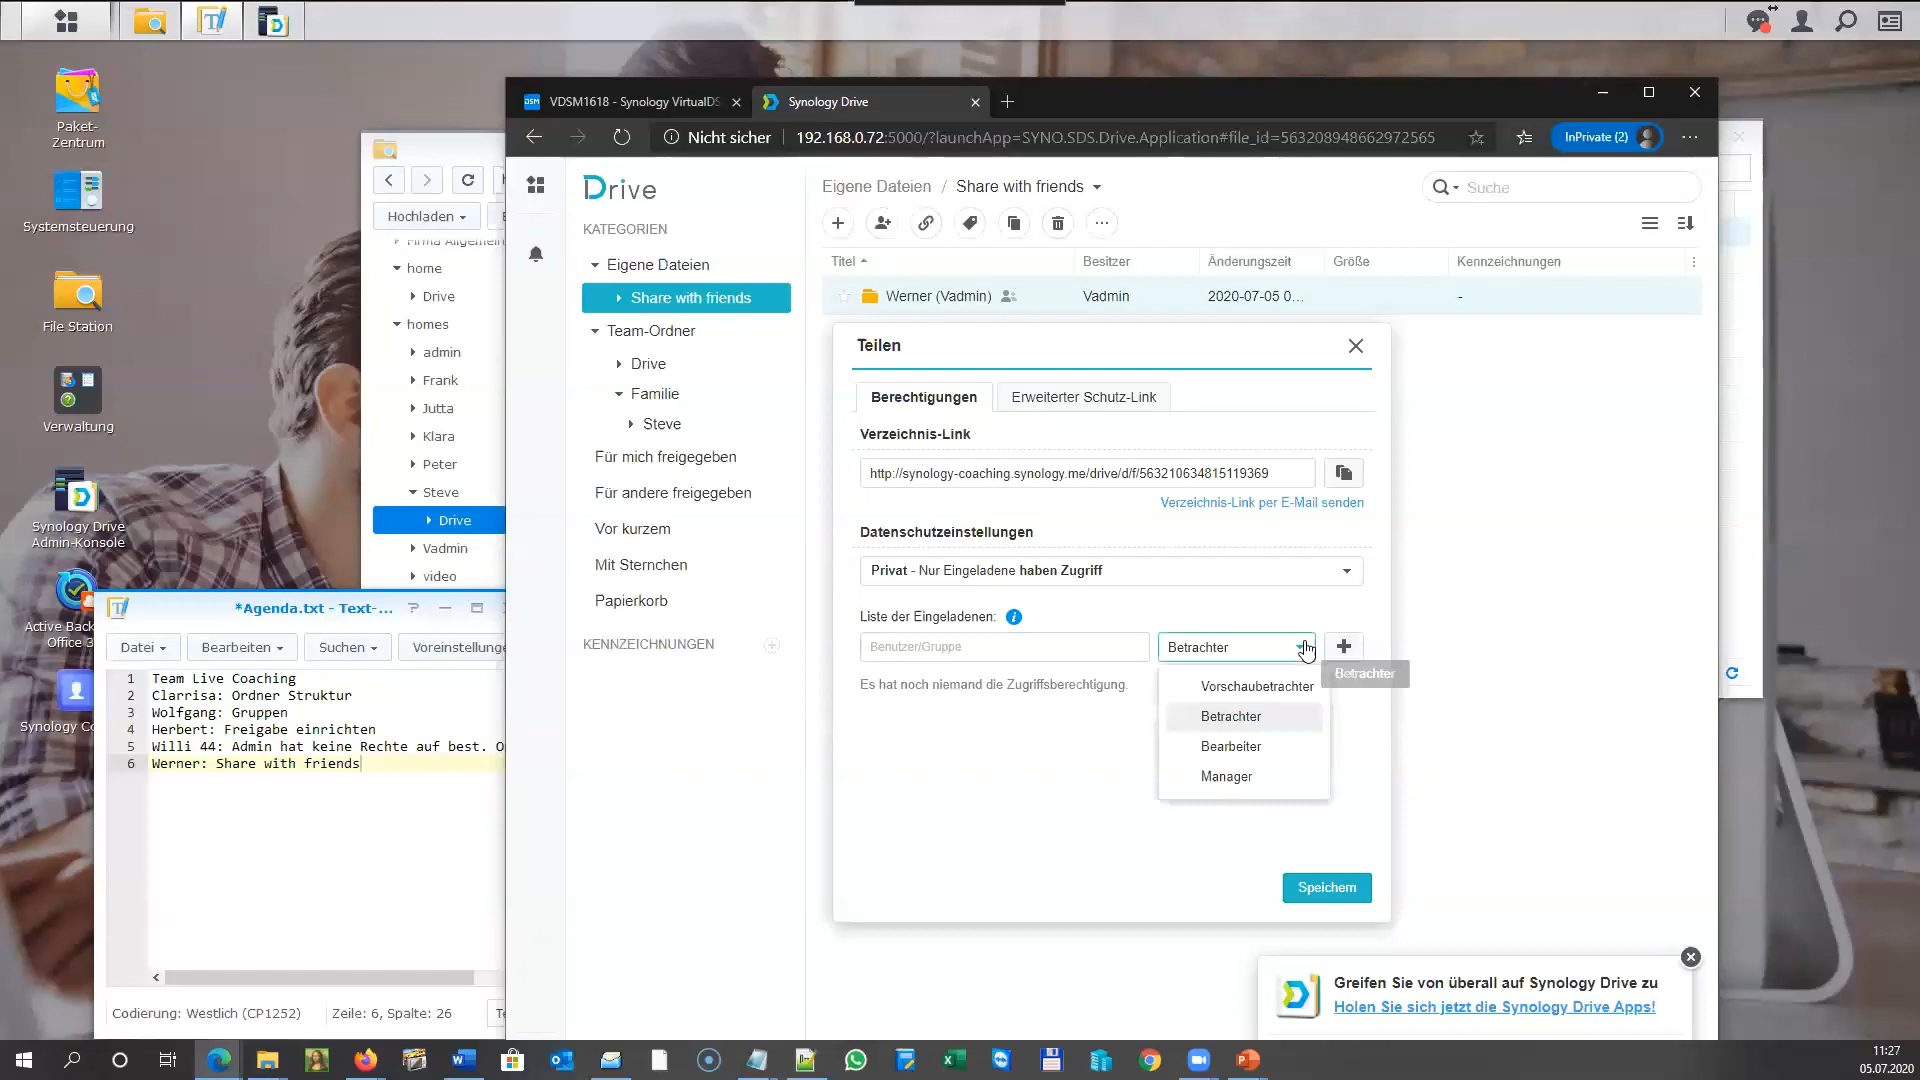 Paket-
Zentrum
Systemsteuerung
File Station
Verwaltung
Synology Drive
Admin-Konsole
Active Back
Office 3
Synology Co
Hochladen
home
Drive
homes
admin
Frank
Jutta
Klara
Peter
Steve
Drive
Vadmin
video
*Agenda.txt - Text-...
Datei
Bearbeiten
Suchen
Voreinstellunge
1 Team Live Coaching
2 Clarrisa: Ordner Struktur
3 Wolfgang: Gruppen
4 Herbert: Freigabe einrichten
5 Willi 44: Admin hat keine Rechte auf best. O
6 Werner: Share with friends
Codierung: Westlich (CP1252)
Zeile: 6, Spalte: 26
DSM
VDSM1618 - Synology VirtualDS
Synology Drive
Nicht sicher
192.168.0.72:5000/?launchApp=SYNO.SDS.Drive.Application#file_id=563208948662972565
InPrivate (2)
Drive
KATEGORIEN
Eigene Dateien
Share with friends
Team-Ordner
Drive
Familie
Steve
Für mich freigegeben
Für andere freigegeben
Vor kurzem
Mit Sternchen
Papierkorb
KENNZEICHNUNGEN
Eigene Dateien / Share with friends
Suche
Titel
Besitzer
Änderungszeit
Größe
Kennzeichnungen
Werner (Vadmin)
Vadmin
2020-07-05 0...
-
Teilen
Berechtigungen
Erweiterter Schutz-Link
Verzeichnis-Link
http://synology-coaching.synology.me/drive/d/f/563210634815119369
Verzeichnis-Link per E-Mail senden
Datenschutzeinstellungen
Privat - Nur Eingeladene haben Zugriff
Liste der Eingeladenen:
Benutzer/Gruppe
Betrachter
Betrachter
Es hat noch niemand die Zugriffsberechtigung.
Vorschaubetrachter
Betrachter
Bearbeiter
Manager
Speichern
Greifen Sie von überall auf Synology Drive zu
Holen Sie sich jetzt die Synology Drive Apps!
11:27
05.07.2020